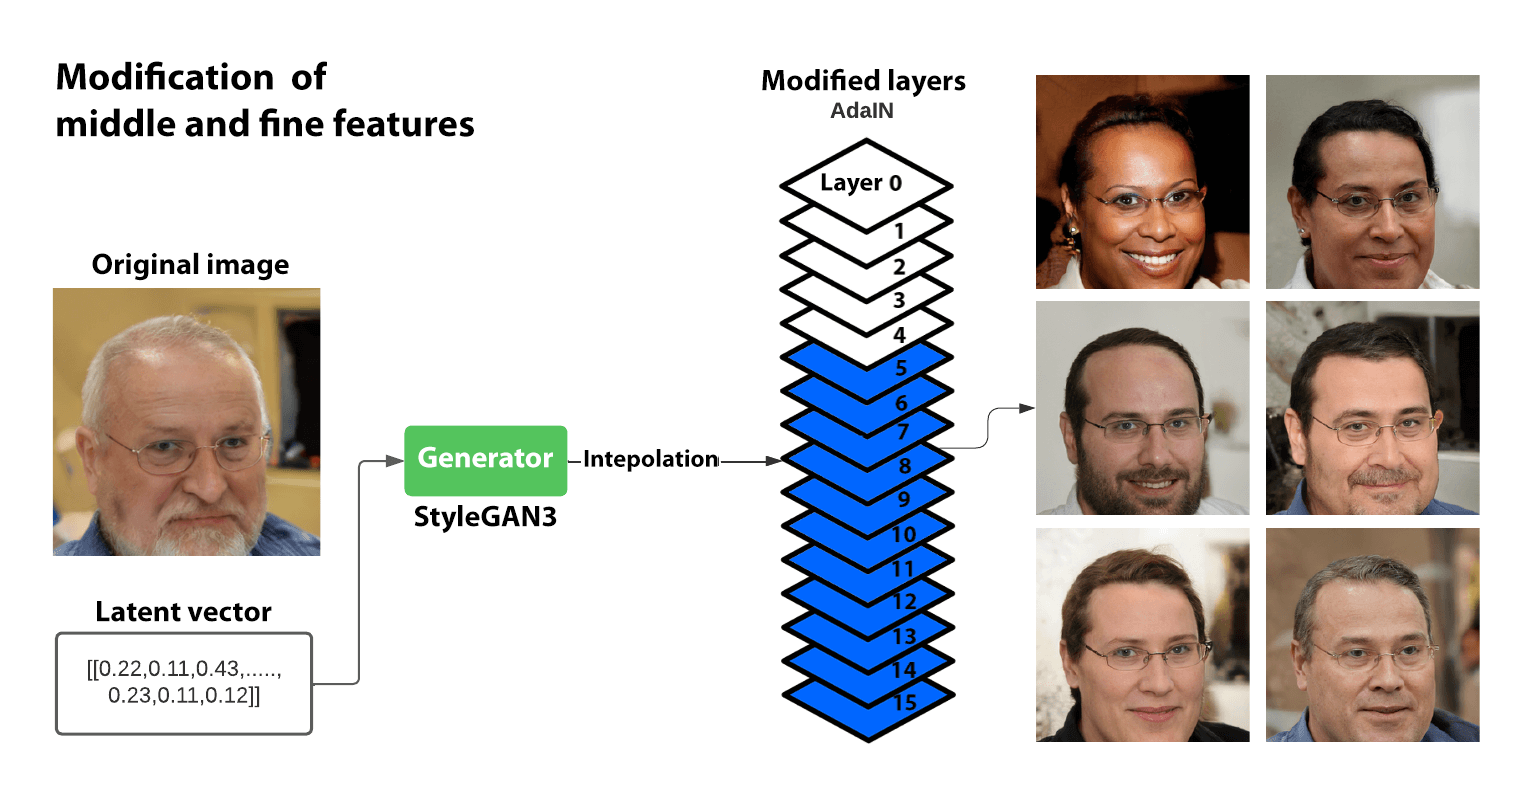 Modification of
middle and fine features
Original image
Latent vector
[[0.22,0.11,0.43,.....,
0.23,0.11,0.12]]
Generator
StyleGAN3
Intepolation
Modified layers
AdaIN
Layer 0
1
2
3
4
5
6
7
8
9
10
11
12
13
14
15